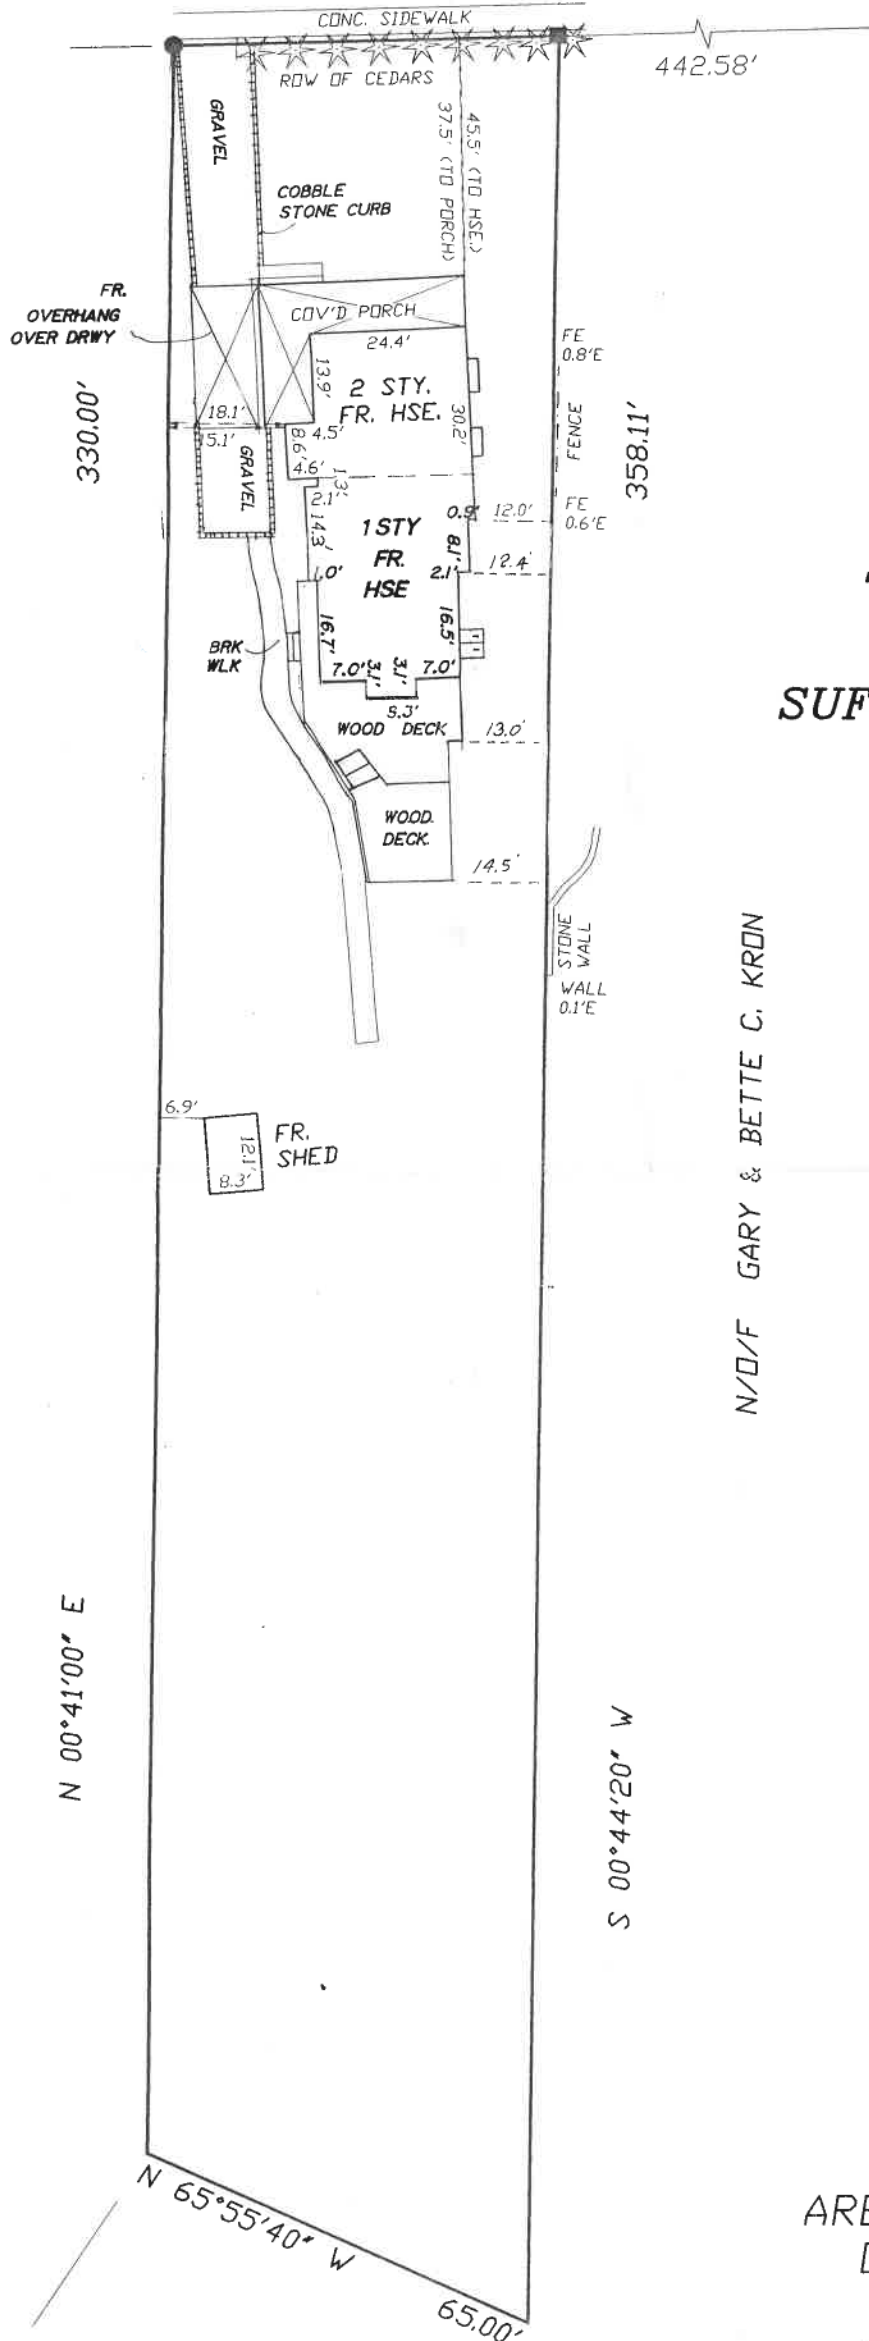 CONC. SIDEWALK
442.58'
ROW OF CEDARS
GRAVEL
37.5' (TO PORCH)
45.5' (TO HSE.)
COBBLE
STONE CURB
FR.
OVERHANG
OVER DRWY
COV'D PORCH
24.4'
FE
0.8'E
13.9'
2 STY.
FR. HSE.
30.2'
FENCE
330.00'
358.11'
18.1'
15.1'
8.6'
4.5'
GRAVEL
4.6'
1.3'
2.1'
0.9'
12.0'
FE
0.6'E
14.3'
1 STY
FR.
HSE
8.1'
1.0'
2.1'
12.4'
BRK
WLK
16.7'
16.5'
7.0'
3.1'
3.1'
7.0'
5.3'
SUF
WOOD DECK
13.0'
WOOD.
DECK.
14.5'
STONE
WALL
WALL
0.1'E
N/O/F GARY & BETTE C. KRON
6.9'
FR.
SHED
12.1'
8.3'
N 00°41'00" E
S 00°44'20" W
N 65°55'40" W
65.00'
ARE